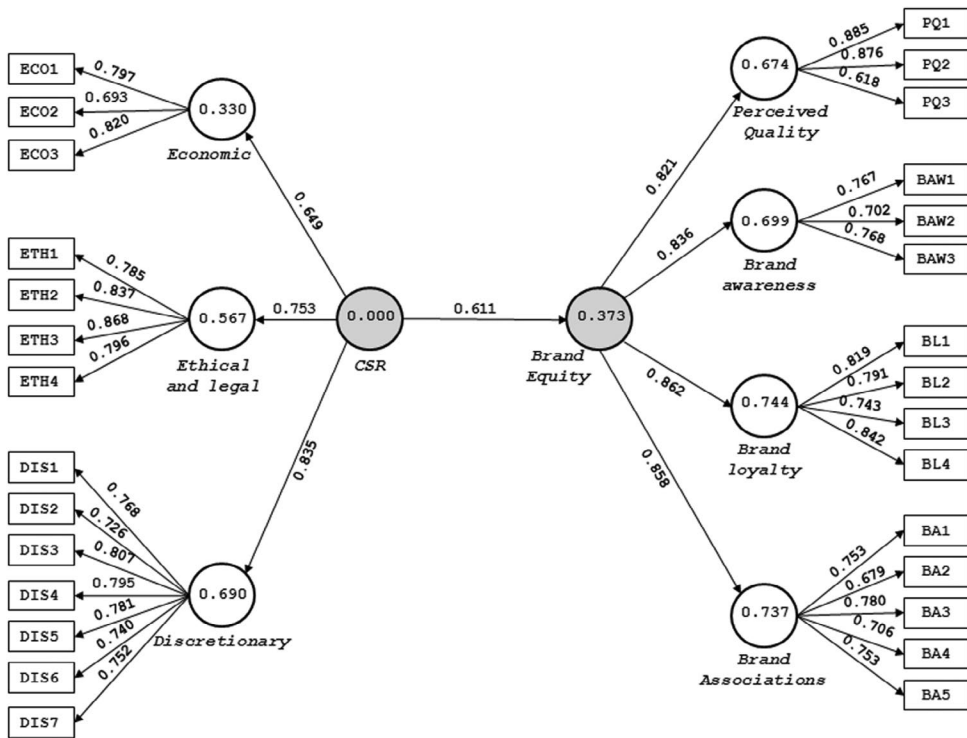 ECO1
ECO2
ECO3
0.797
0.693
0.820
0.330
Economic
0.649
ETH1
ETH2
ETH3
ETH4
0.785
0.837
0.868
0.796
0.567
Ethical
and legal
0.753
0.000
CSR
0.835
DIS1
DIS2
DIS3
DIS4
DIS5
DIS6
DIS7
0.768
0.726
0.807
0.795
0.781
0.740
0.752
0.690
Discretionary
0.611
0.373
Brand
Equity
0.821
0.836
0.862
0.858
0.674
Perceived
Quality
0.885
0.876
0.618
PQ1
PQ2
PQ3
0.699
Brand
awareness
0.767
0.702
0.768
BAW1
BAW2
BAW3
0.744
Brand
loyalty
0.819
0.791
0.743
0.842
BL1
BL2
BL3
BL4
0.737
Brand
Associations
0.753
0.679
0.780
0.706
0.753
BA1
BA2
BA3
BA4
BA5